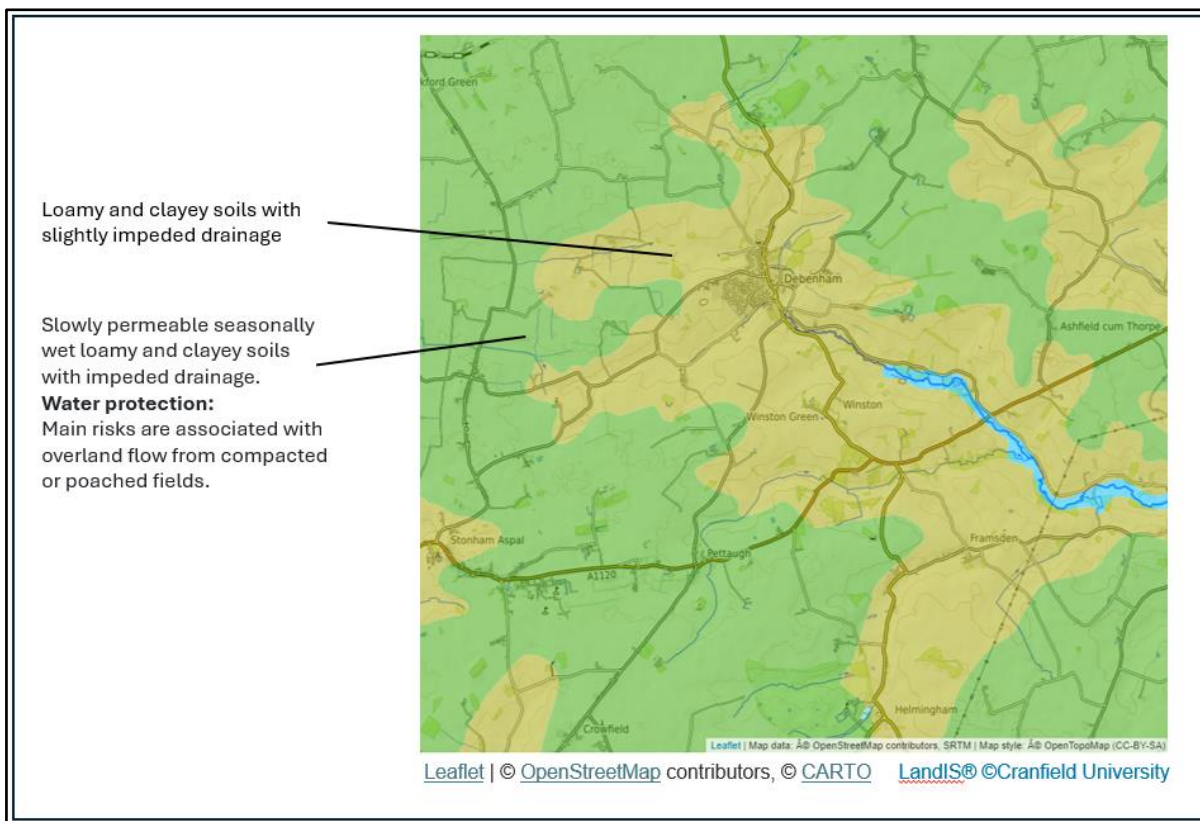 kford Green
Loamy and clayey soils with
slightly impeded drainage
Debenham
Slowly permeable seasonally
wet loamy and clayey soils
with impeded drainage.
Water protection:
Main risks are associated with
overland flow from compacted
or poached fields.
Ashfield cum Thorpe
Winston
Winston Green
Stonham Aspal
Framsden
Pettaugh
A1120
Helmingham
Crowfield
Leaflet | Map data: Â© OpenStreetMap contributors, SRTM | Map style: Â© OpenTopoMap (CC-BY-SA)
Leaflet | © OpenStreetMap contributors, © CARTO LandIS® ©Cranfield University